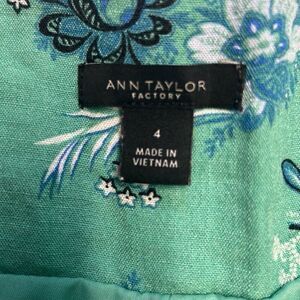 ANN TAYLOR
FACTORY
4
MADE IN
VIETNAM